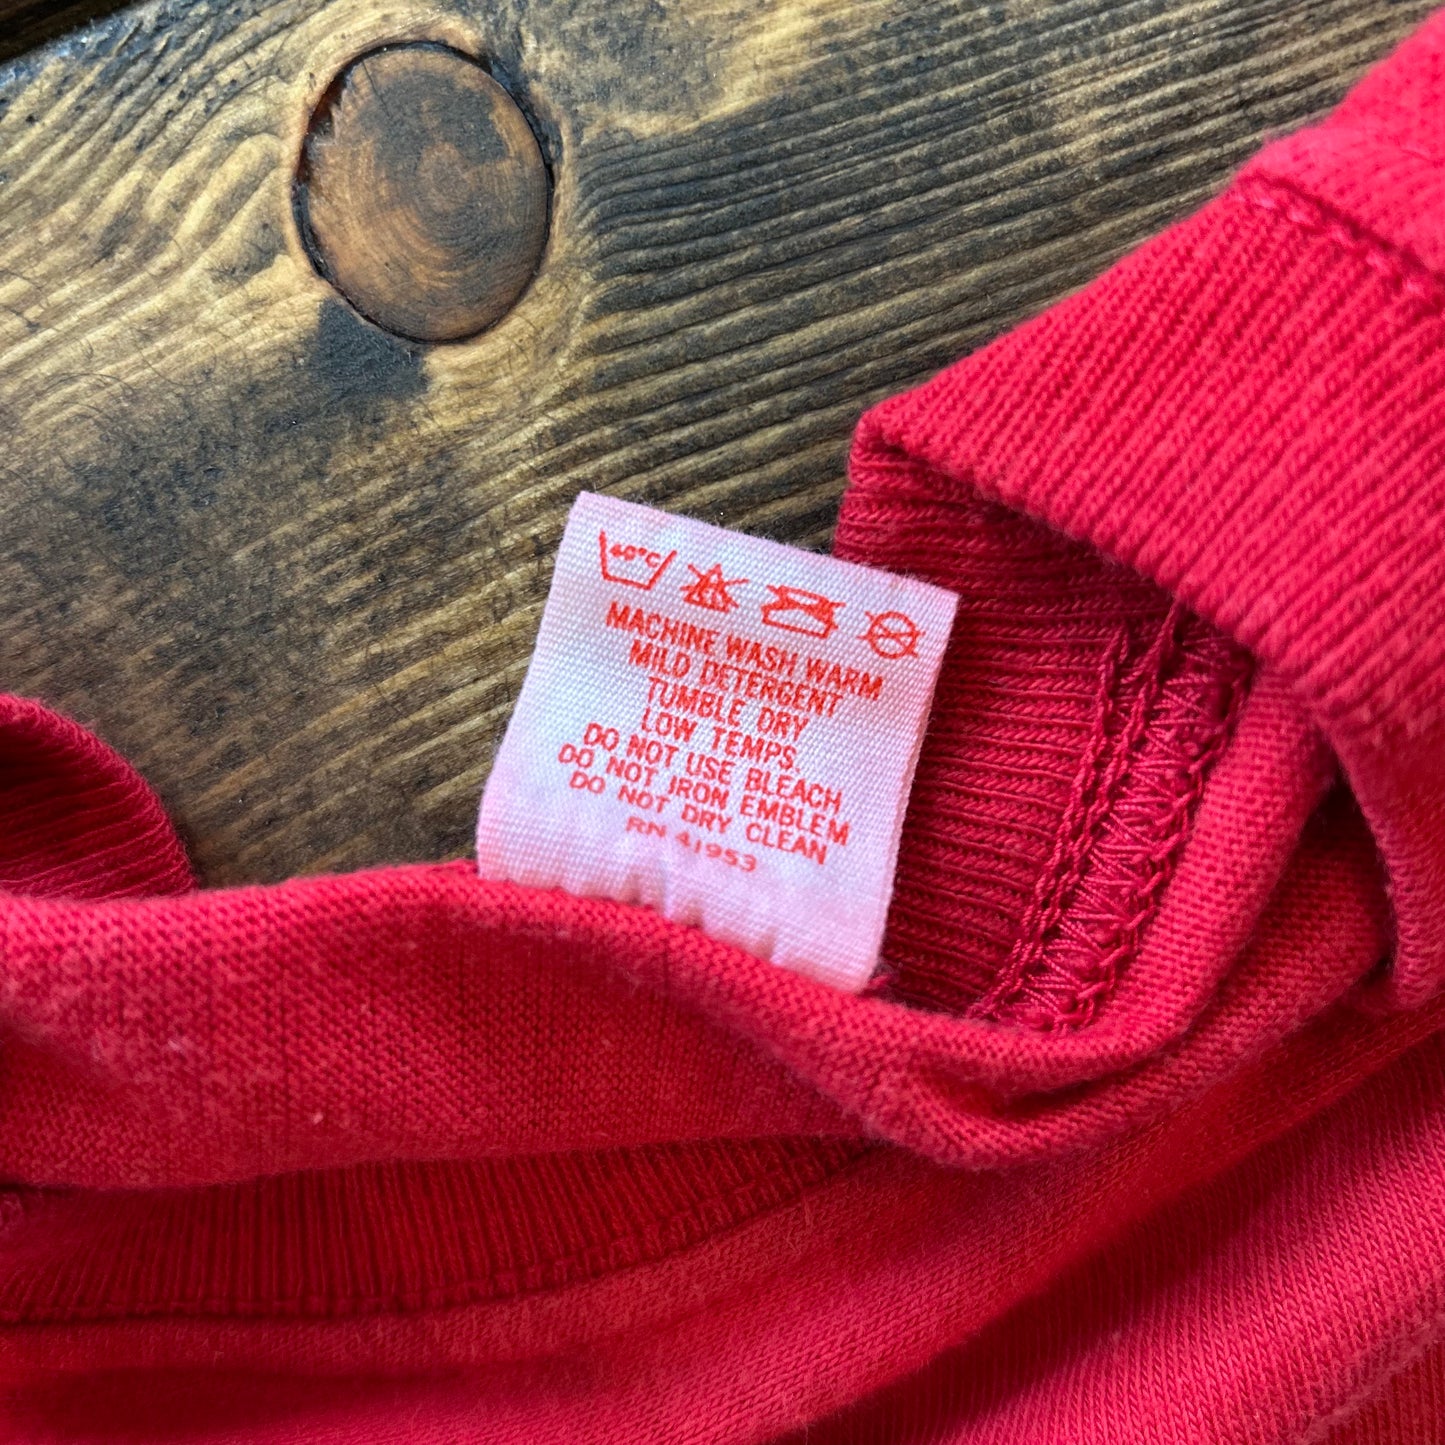 40°C
MACHINE WASH WARM
MILD DETERGENT
TUMBLE DRY
LOW TEMPS.
DO NOT USE BLEACH
DO NOT IRON EMBLEM
DO NOT DRY CLEAN
RN 41953